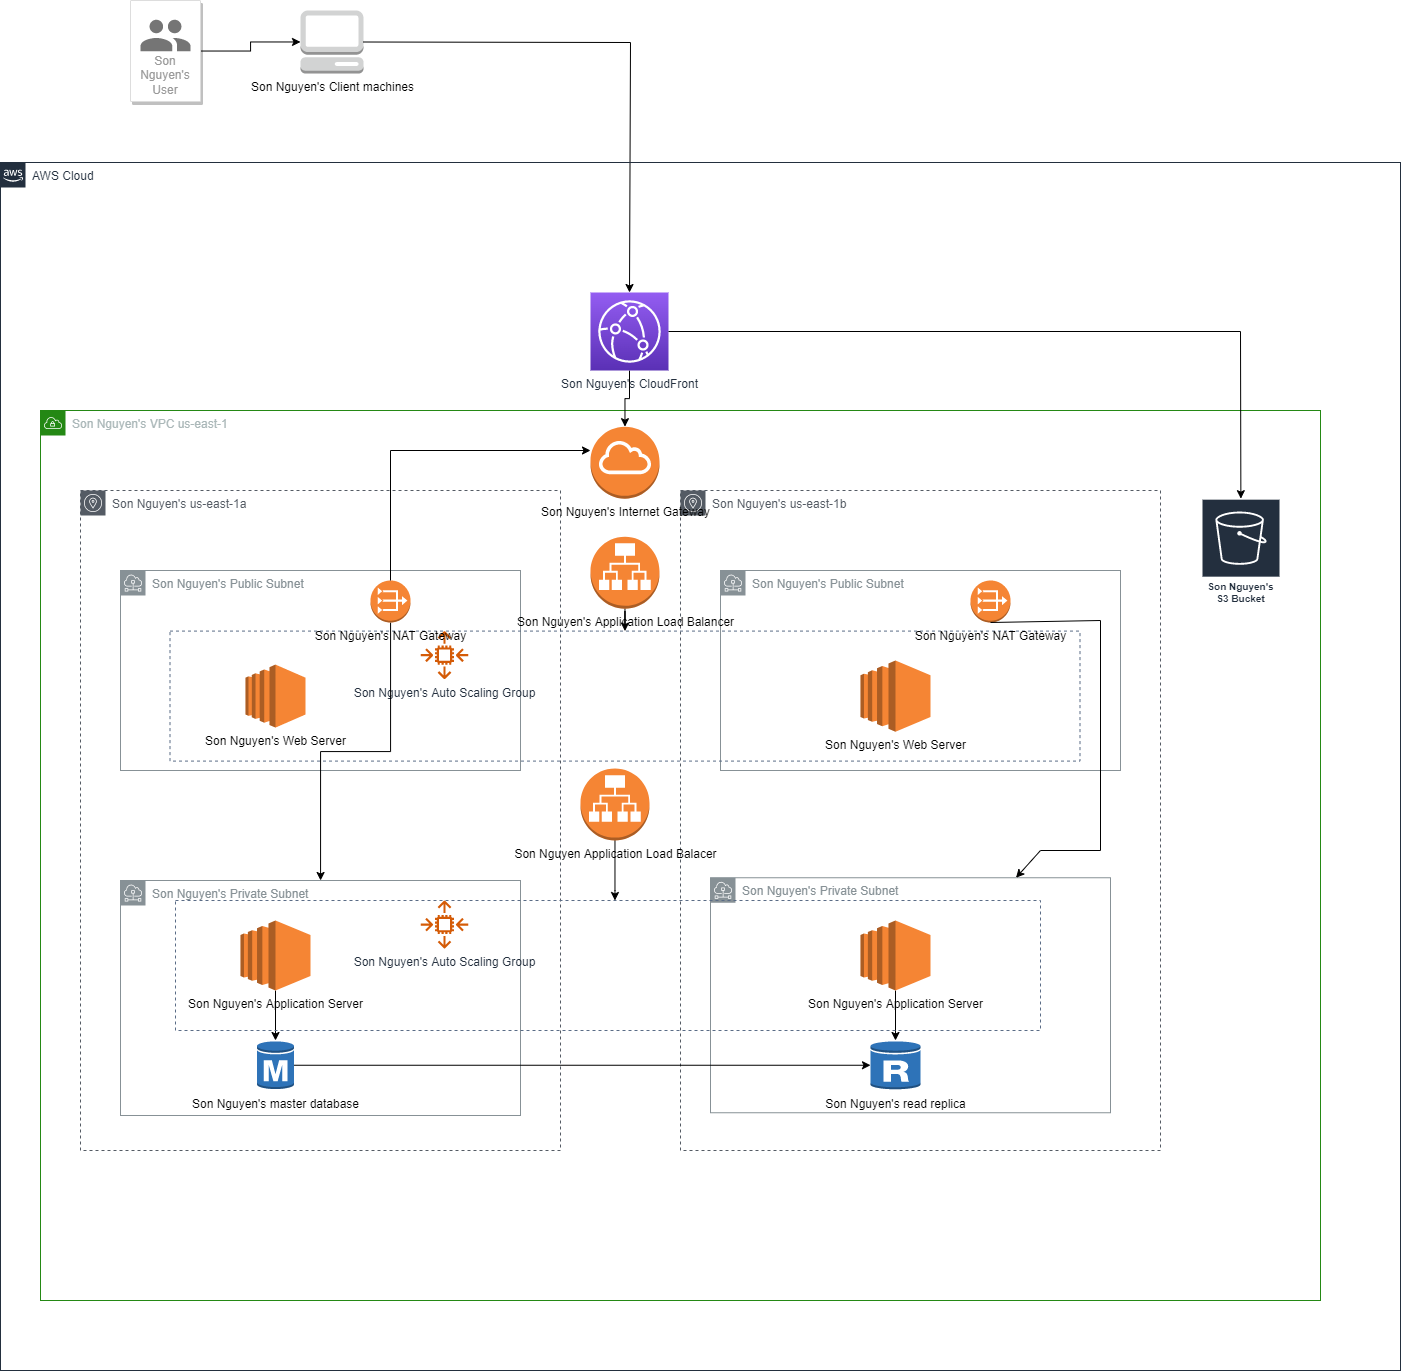 Son
Nguyen's
User
Son Nguyen's Client machines
aws
AWS Cloud
Son Nguyen's CloudFront
Son Nguyen's VPC us-east-1
Son Nguyen's us-east-1a
Son Nguyen's Internet Gateway
Son Nguyen's us-east-1b
Son Nguyen's Public Subnet
Son Nguyen's Public Subnet
Son Nguyen's
S3 Bucket
Son Nguyen's Application Load Balancer
Son Nguyen's NAT Gateway
Son Nguyen's NAT Gateway
Son Nguyen's Auto Scaling Group
Son Nguyen's Web Server
Son Nguyen's Web Server
Son Nguyen Application Load Balacer
Son Nguyen's Private Subnet
Son Nguyen's Private Subnet
Son Nguyen's Auto Scaling Group
Son Nguyen's Application Server
Son Nguyen's Application Server
M
R
Son Nguyen's master database
Son Nguyen's read replica